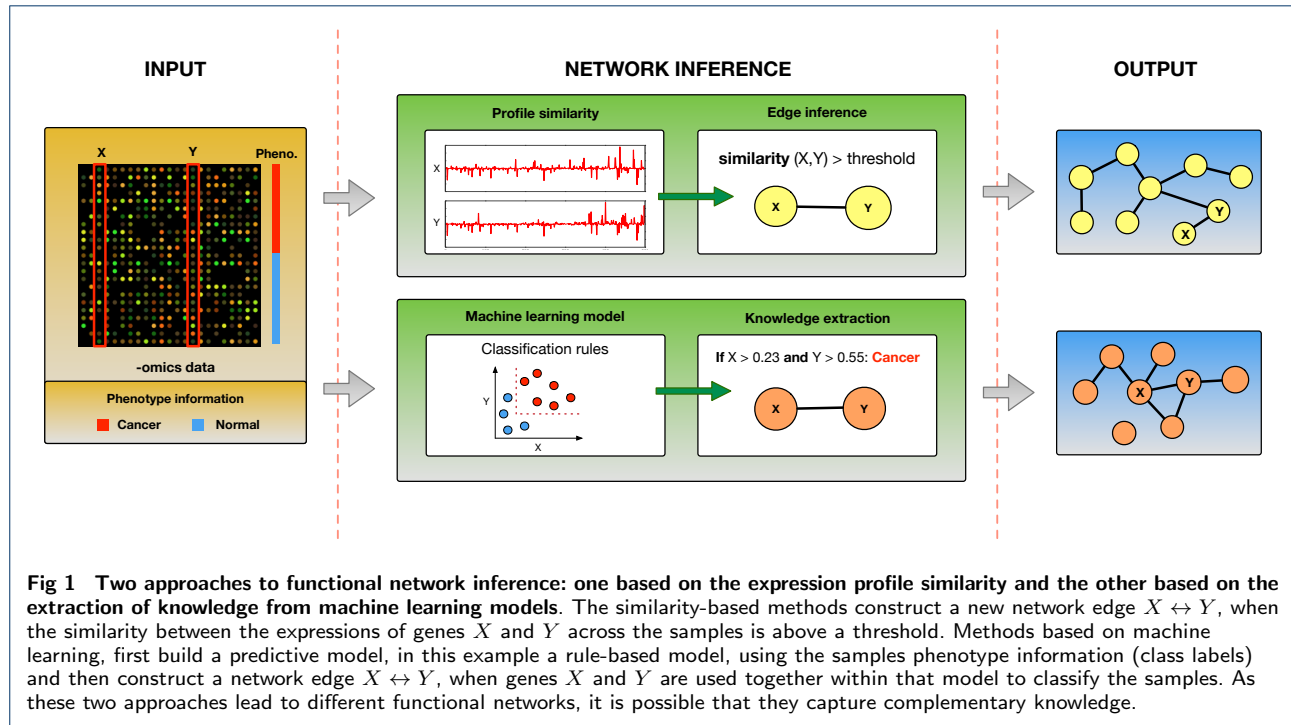 INPUT
NETWORK INFERENCE
OUTPUT
X
Y
Pheno.
-omics data
Phenotype information
Cancer
Normal
Profile similarity
X
Y
Edge inference
similarity (X,Y) > threshold
X
Y
Machine learning model
Classification rules
Y
X
Knowledge extraction
If X > 0.23 and Y > 0.55: Cancer
X
Y
Y
X
Y
X
Fig 1 Two approaches to functional network inference: one based on the expression profile similarity and the other based on the
extraction of knowledge from machine learning models. The similarity-based methods construct a new network edge X ↔ Y, when
the similarity between the expressions of genes X and Y across the samples is above a threshold. Methods based on machine
learning, first build a predictive model, in this example a rule-based model, using the samples phenotype information (class labels)
and then construct a network edge X ↔ Y, when genes X and Y are used together within that model to classify the samples. As
these two approaches lead to different functional networks, it is possible that they capture complementary knowledge.